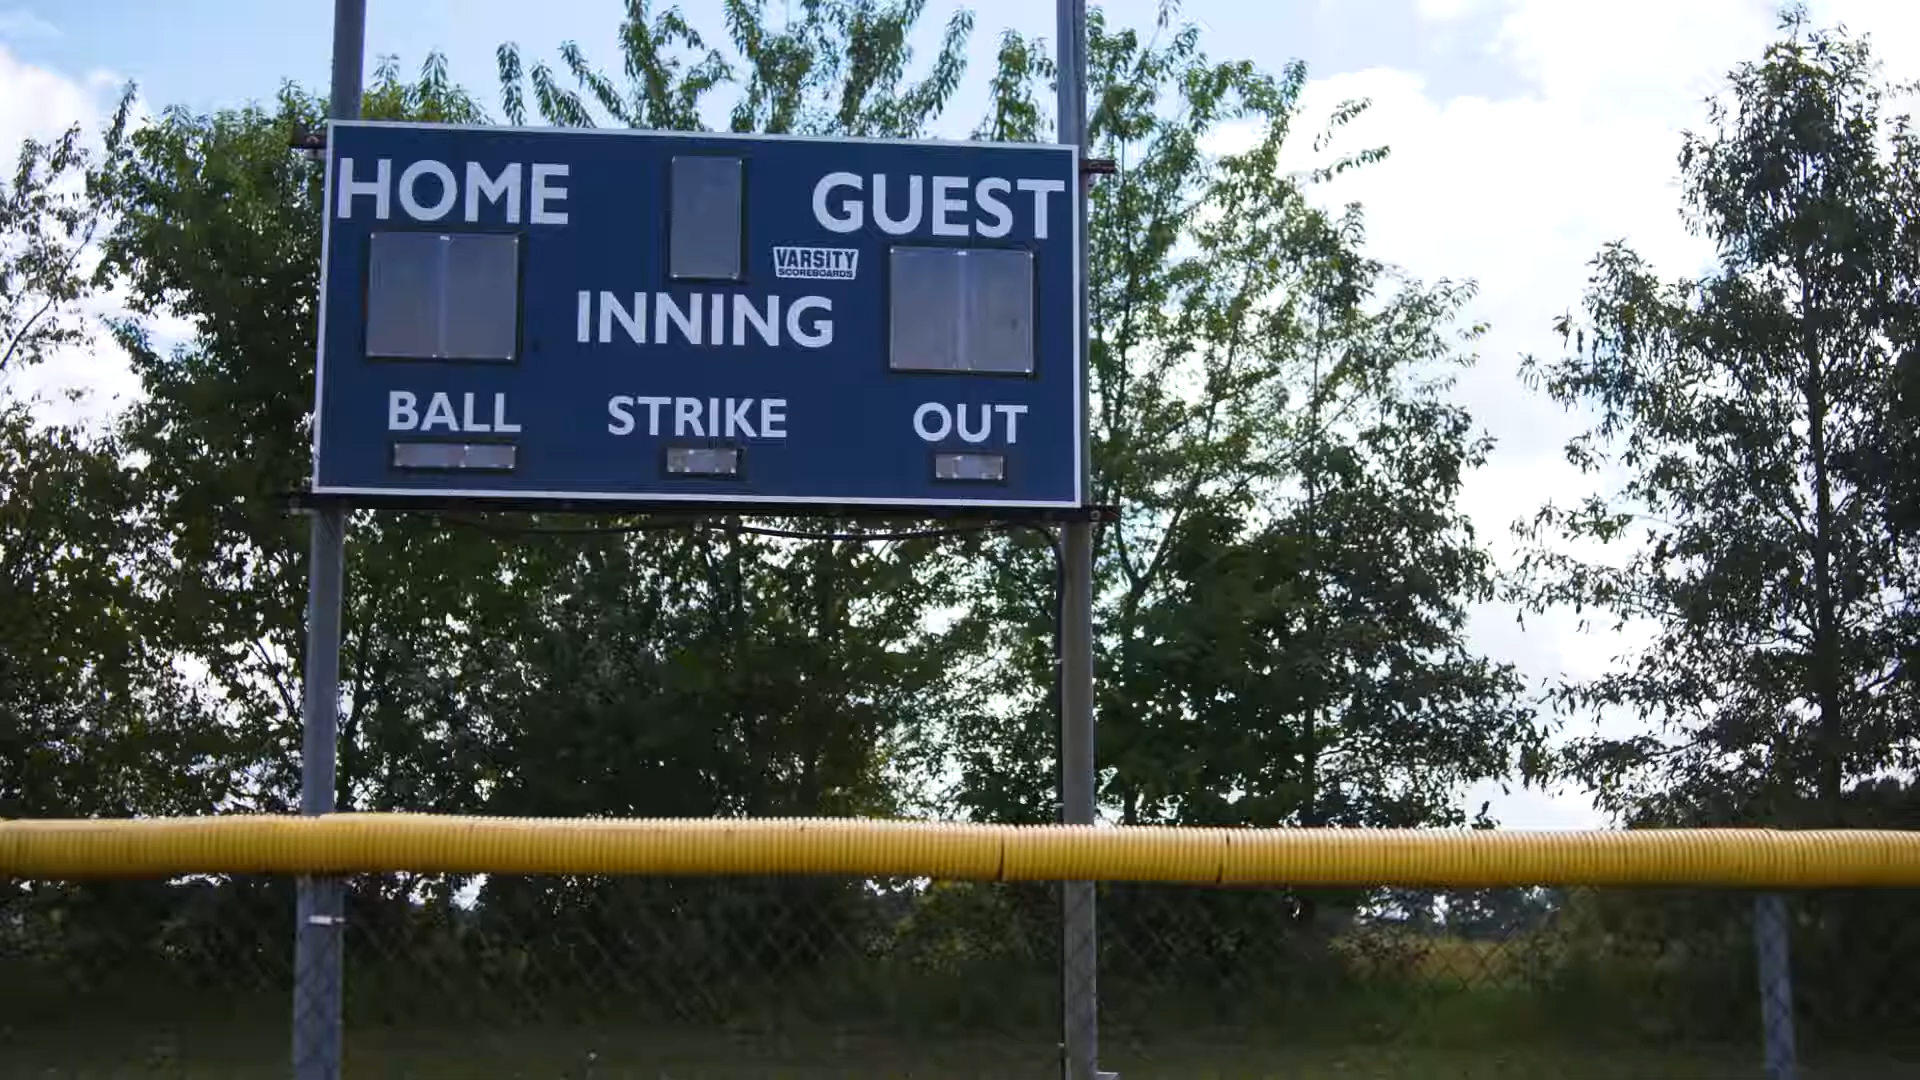 HOME
GUEST
VARSITY
SCOREBOARDS
INNING
BALL
STRIKE
OUT